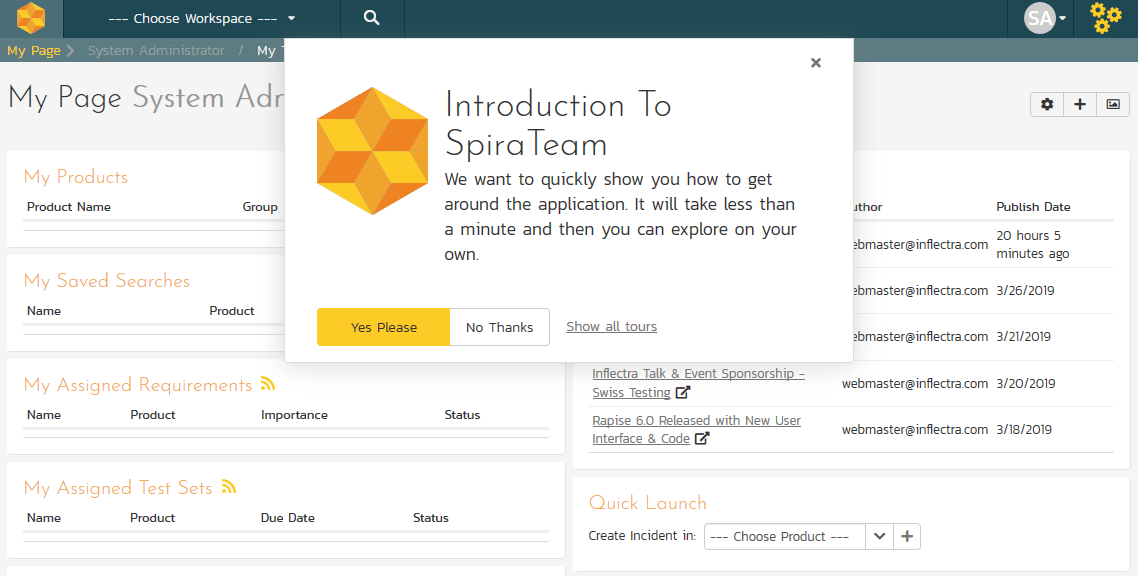 --- Choose Workspace ---
SA
My Page
System Administrator
/
My
My Page System Adm
Introduction To
SpiraTeam
We want to quickly show you how to get
around the application. It will take less than
a minute and then you can explore on your
own.
Yes Please
No Thanks
Show all tours
My Products
Product Name
Group
My Saved Searches
Name
Product
My Assigned Requirements
Name
Product
Importance
Status
My Assigned Test Sets
Name
Product
Due Date
Status
Publish Date
ebmaster@inflectra.com
20 hours 5
minutes ago
ebmaster@inflectra.com
3/26/2019
ebmaster@inflectra.com
3/21/2019
Inflectra Talk & Event Sponsorship -
Swiss Testing
webmaster@inflectra.com
3/20/2019
Rapise 6.0 Released with New User
Interface & Code
webmaster@inflectra.com
3/18/2019
Quick Launch
Create Incident in:
--- Choose Product ---